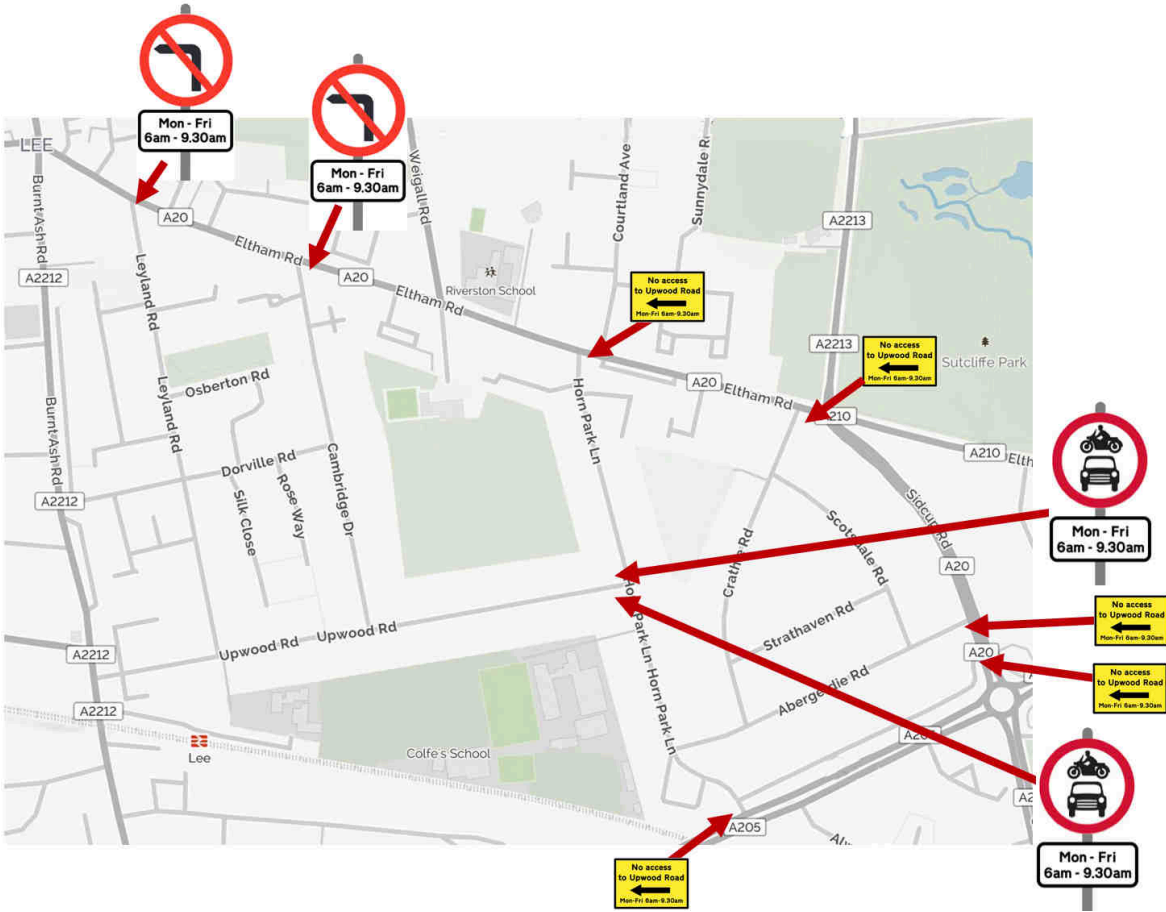 Mon - Fri
6am - 9.30am
Mon - Fri
6am - 9.30am
LEE
Burnt Ash Rd
A20
Eltham Rd
A20
Weigall Rd
Courtland Ave
Sunnydale R
A2213
A2212
Leyland Rd
Riverston School
Eltham Rd
No access
to Upwood Road
Mon-Fri 6am-9.30am
A2213
No access
to Upwood Road
Mon-Fri 6am-9.30am
Sutcliffe Park
Osberton Rd
Leyland Rd
Horn Park Ln
A20
Eltham Rd
A210
Burnt Ash Rd
Dorville Rd
Cambridge Dr
A210
Elth
A2212
Silk Close
Rose Way
Sidcup Rd
Scotsdale Rd
Crathie Rd
Mon - Fri
6am - 9.30am
A20
Horn Park Ln
Upwood Rd
Upwood Rd
Strathaven Rd
No access
to Upwood Road
Mon-Fri 6am-9.30am
A2212
A20
Abergeldie Rd
No access
to Upwood Road
Mon-Fri 6am-9.30am
A2212
Horn Park Ln
Lee
Colfe's School
A205
No access
to Upwood Road
Mon-Fri 6am-9.30am
Mon - Fri
6am - 9.30am